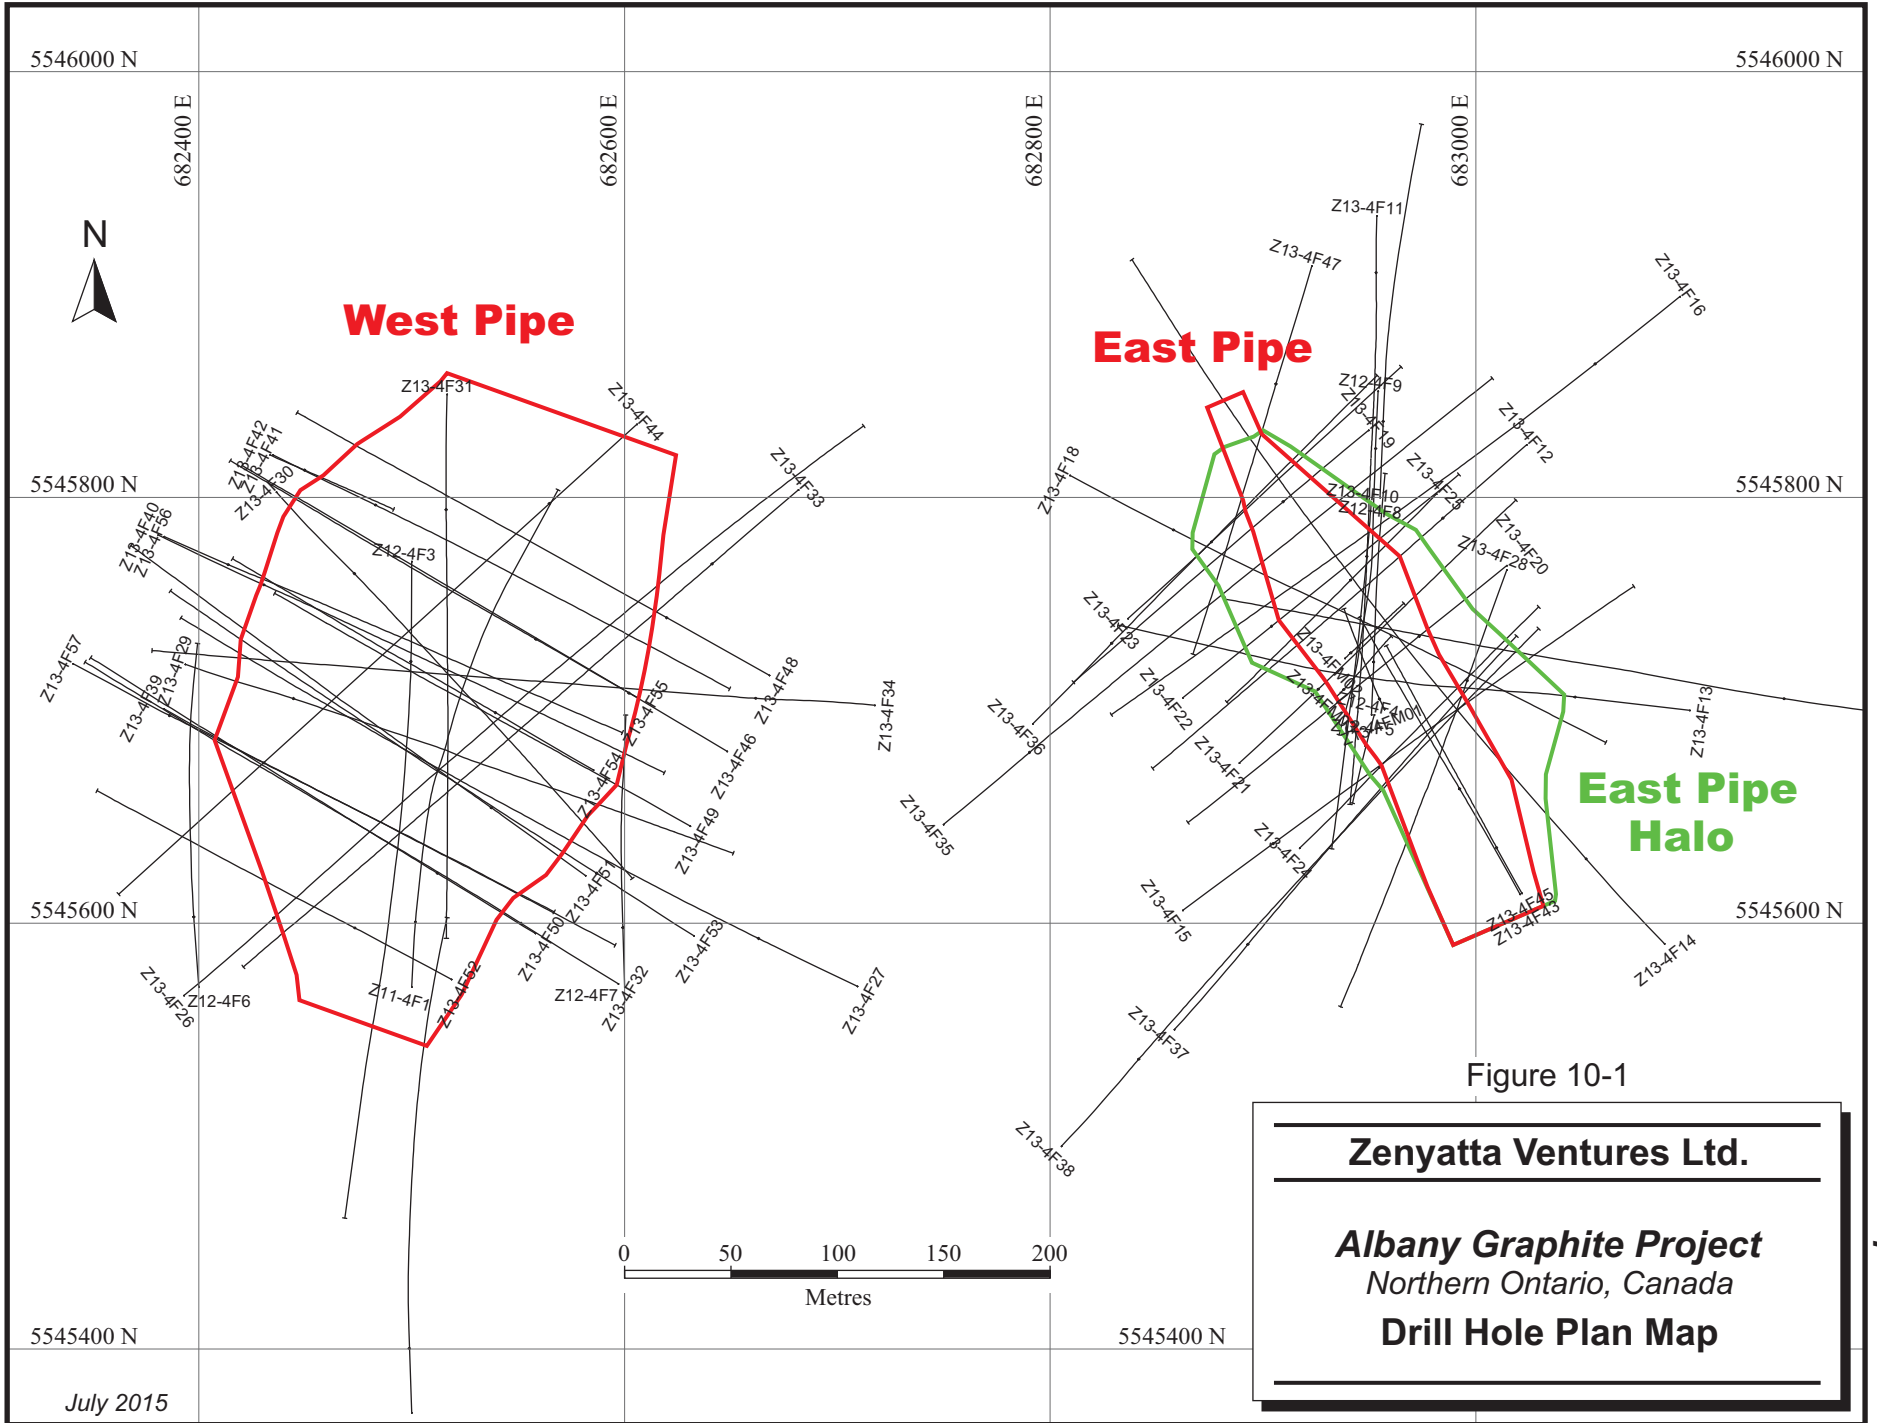 5546000 N
5546000 N
682400 E
682600 E
682800 E
683000 E
N
West Pipe
East Pipe
Z13-4F11
Z13-4F47
Z13-4F16
Z13-4F31
Z13-4F44
Z12-4F9
Z13-4F19
Z13-4F12
Z13-4F42
Z13-4F41
Z13-4F30
Z13-4F33
Z13-4F18
Z13-4F25
5545800 N
5545800 N
Z13-4F10
Z12-4F8
Z13-4F40
Z13-4F56
Z12-4F3
Z13-4F20
Z13-4F28
Z13-4F23
Z13-4F57
Z13-4F29
Z13-4F39
Z13-4F55
Z13-4F48
Z13-4F34
Z13-4F46
Z13-4F36
Z13-4F22
Z13-4FM02
Z12-4F4
Z13-4F13
Z13-4F21
Z13-4F54
Z13-4F49
Z13-4F35
East Pipe
Halo
Z13-4F24
Z13-4F15
Z13-4F51
Z13-4F50
Z13-4F53
5545600 N
5545600 N
Z13-4F45
Z13-4F43
Z13-4F14
Z13-4F26
Z12-4F6
Z11-4F1
Z13-4F52
Z12-4F7
Z13-4F32
Z13-4F27
Z13-4F37
Z13-4F38
Figure 10-1
Zenyatta Ventures Ltd.
Albany Graphite Project
Northern Ontario, Canada
Drill Hole Plan Map
0 50 100 150 200
Metres
5545400 N
5545400 N
July 2015